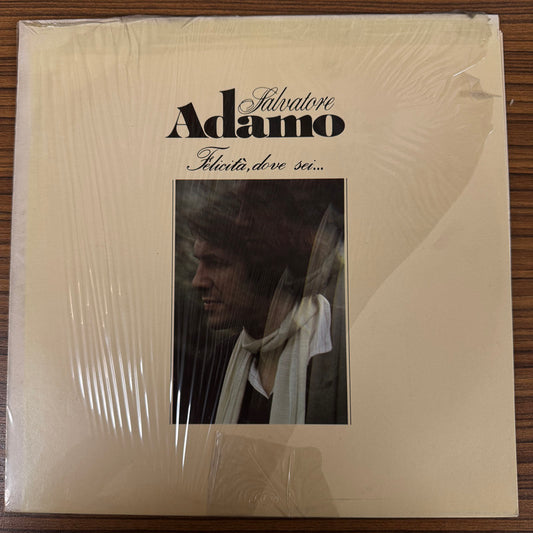 Salvatore
Adamo
Felicità, dove sei...